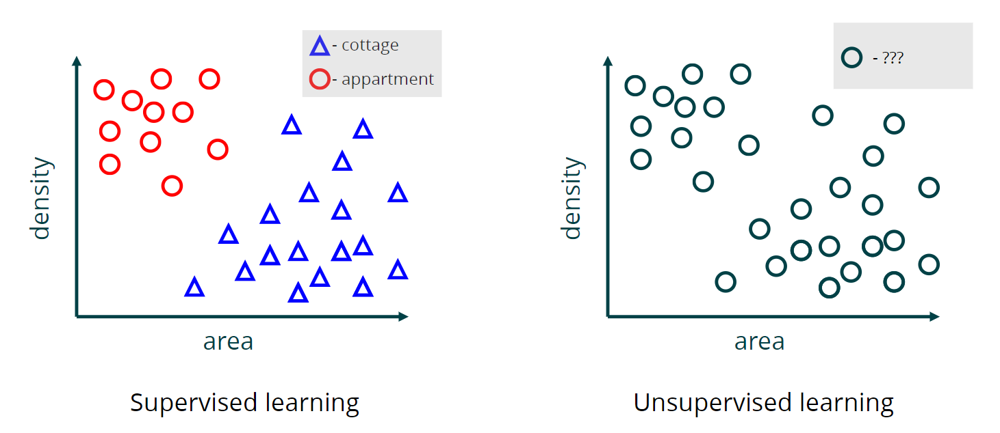 - cottage
- appartment
density
area
Supervised learning
- ???
density
area
Unsupervised learning